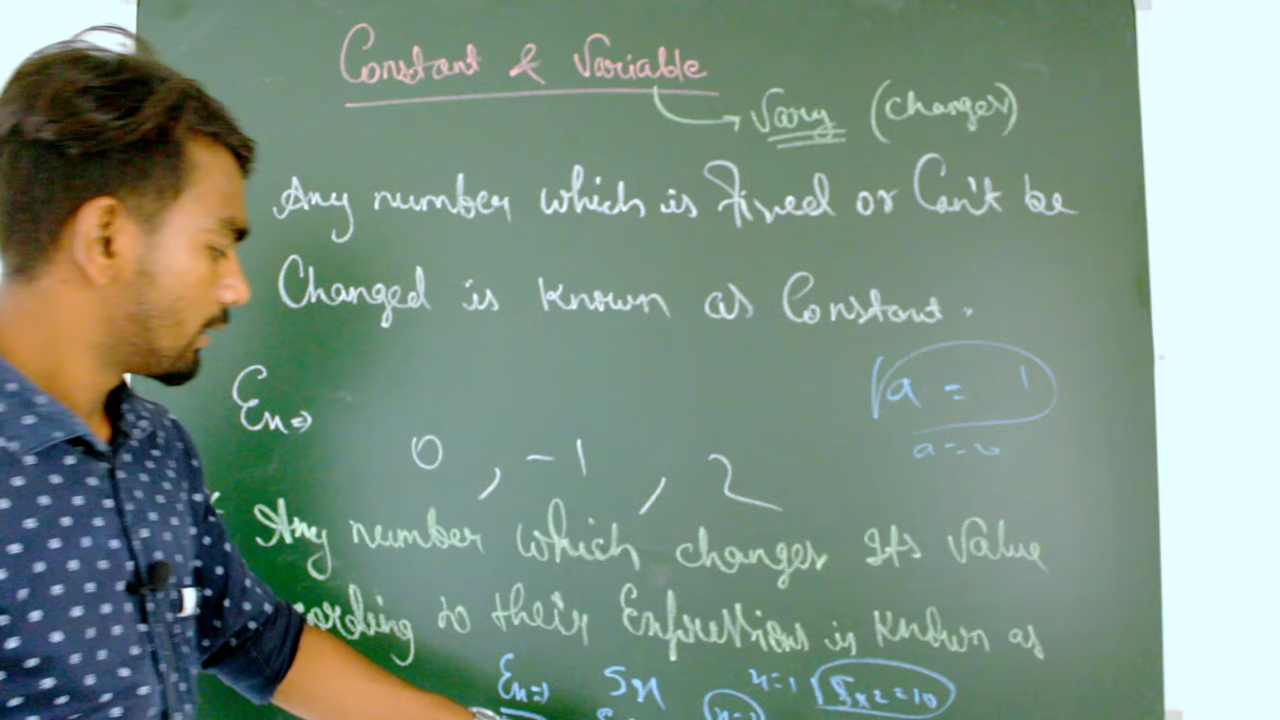 Constant & Variable
Vary (changes)
Any number which is Fixed or Can't be
Changed is known as Constant.
Ex⇒
a = 1
0 , -1 , 2
Any number which changes Its Value
to their Expressions is known as
Ex⇒ 5x x=1 5x2=10